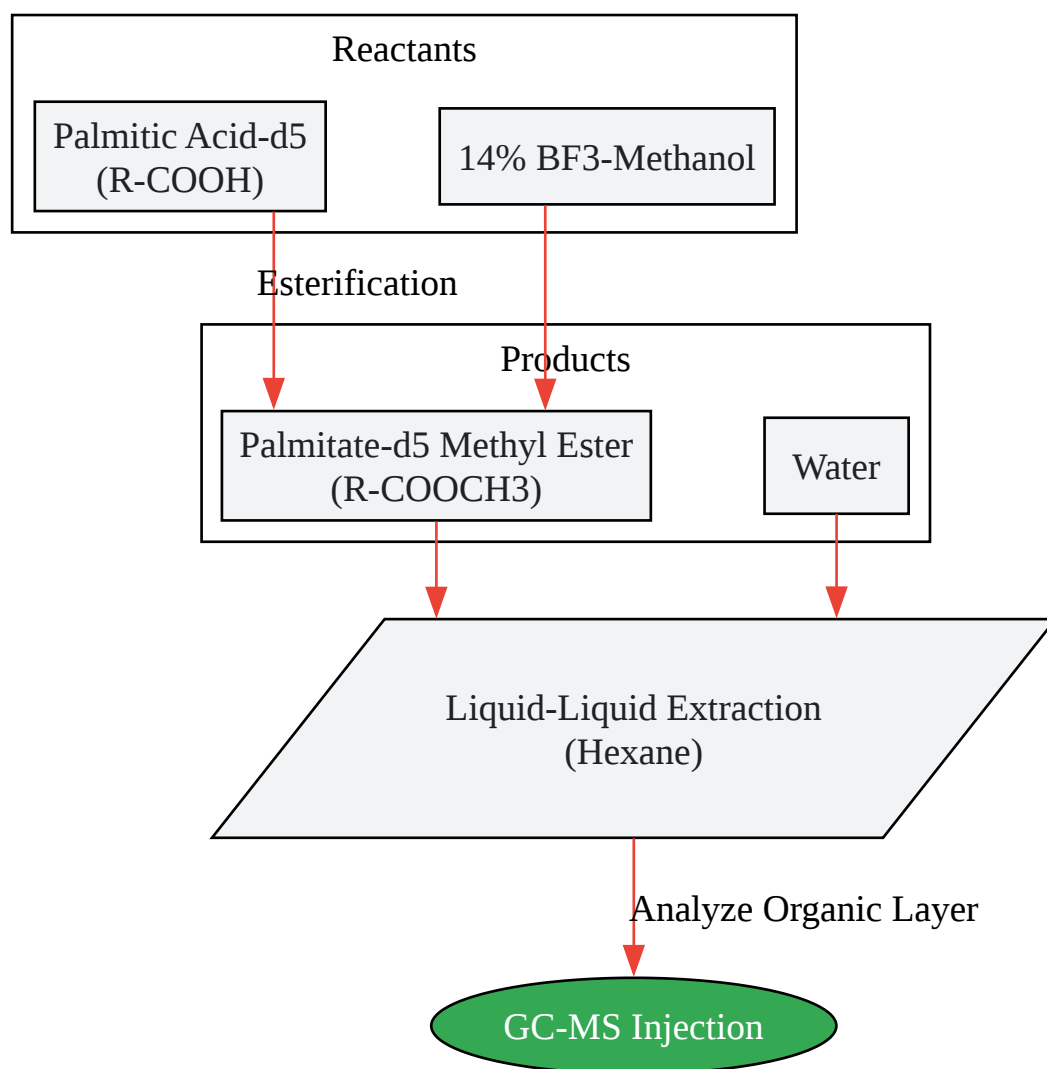 Reactants
Palmitic Acid-d5
(R-COOH)
14% BF3-Methanol
Esterification
Products
Palmitate-d5 Methyl Ester
(R-COOCH3)
Water
Liquid-Liquid Extraction
(Hexane)
Analyze Organic Layer
GC-MS Injection